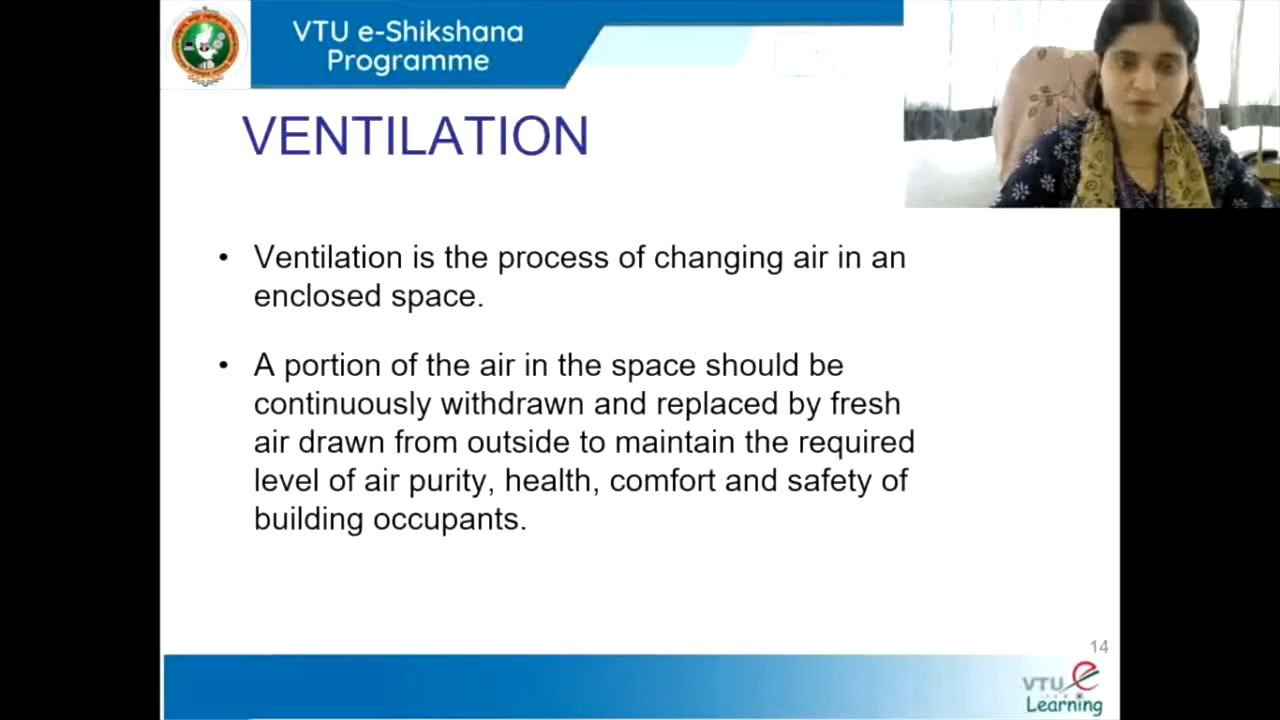 VTU e-Shikshana
Programme
VENTILATION
• Ventilation is the process of changing air in an
enclosed space.
• A portion of the air in the space should be
continuously withdrawn and replaced by fresh
air drawn from outside to maintain the required
level of air purity, health, comfort and safety of
building occupants.
14
VTU e
Learning